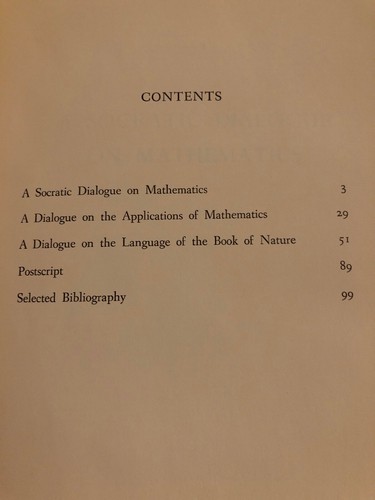 CONTENTS
A Socratic Dialogue on Mathematics 3
A Dialogue on the Applications of Mathematics 29
A Dialogue on the Language of the Book of Nature 51
Postscript 89
Selected Bibliography 99